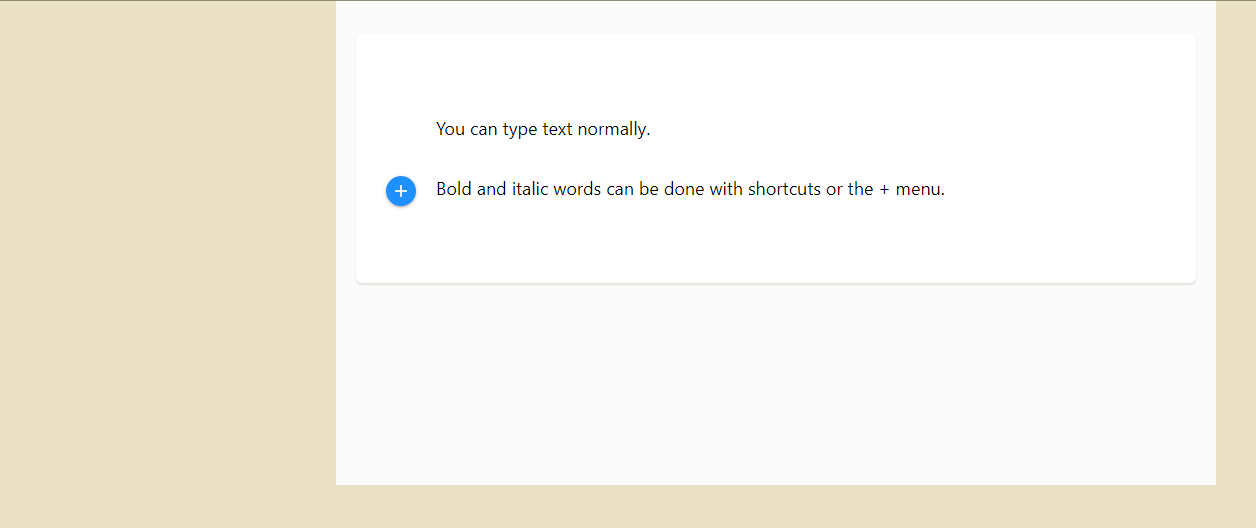 You can type text normally.
Bold and italic words can be done with shortcuts or the + menu.